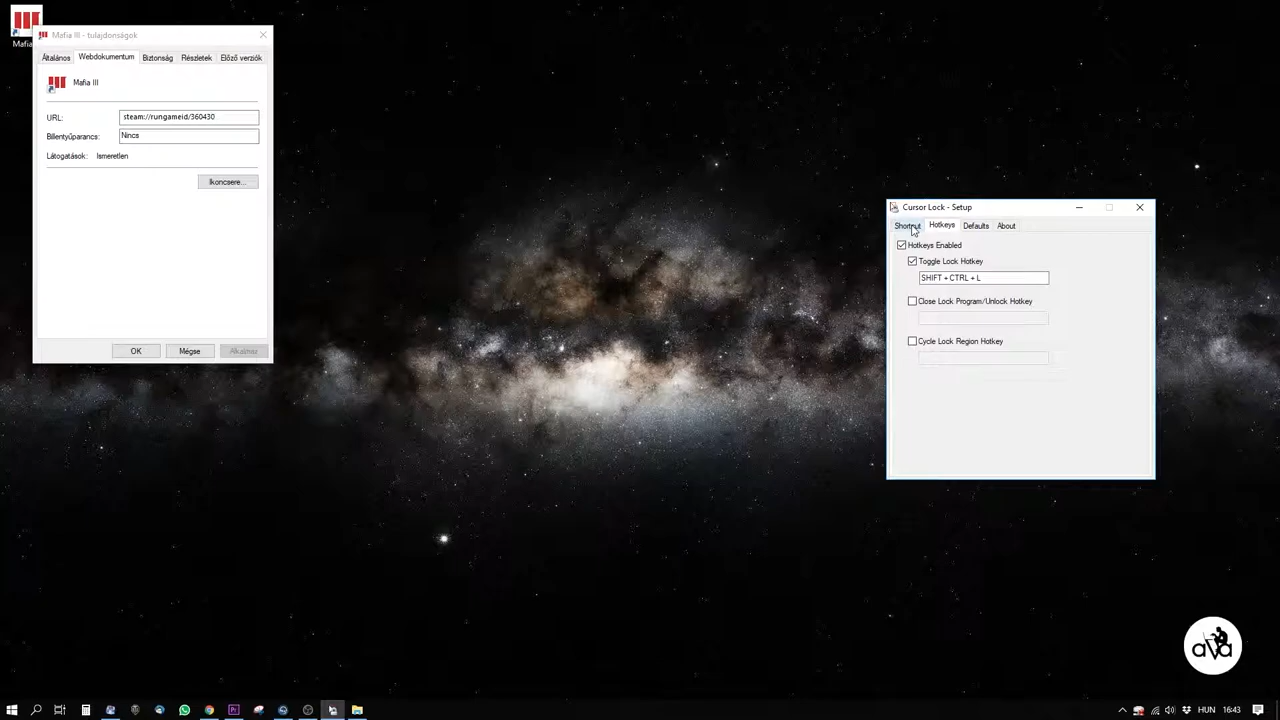 Mafia
Mafia III - tulajdonságok
Általános
Webdokumentum
Biztonság
Részletek
Előző verziók
Mafia III
URL:
steam://rungameid/360430
Billentyűparancs:
Nincs
Látogatások:
Ismeretlen
Ikoncsere...
OK
Mégse
Alkalmaz
Cursor Lock - Setup
Shortcut
Hotkeys
Defaults
About
Hotkeys Enabled
Toggle Lock Hotkey
SHIFT + CTRL + L
Close Lock Program/Unlock Hotkey
Cycle Lock Region Hotkey
ava
HUN
16:43